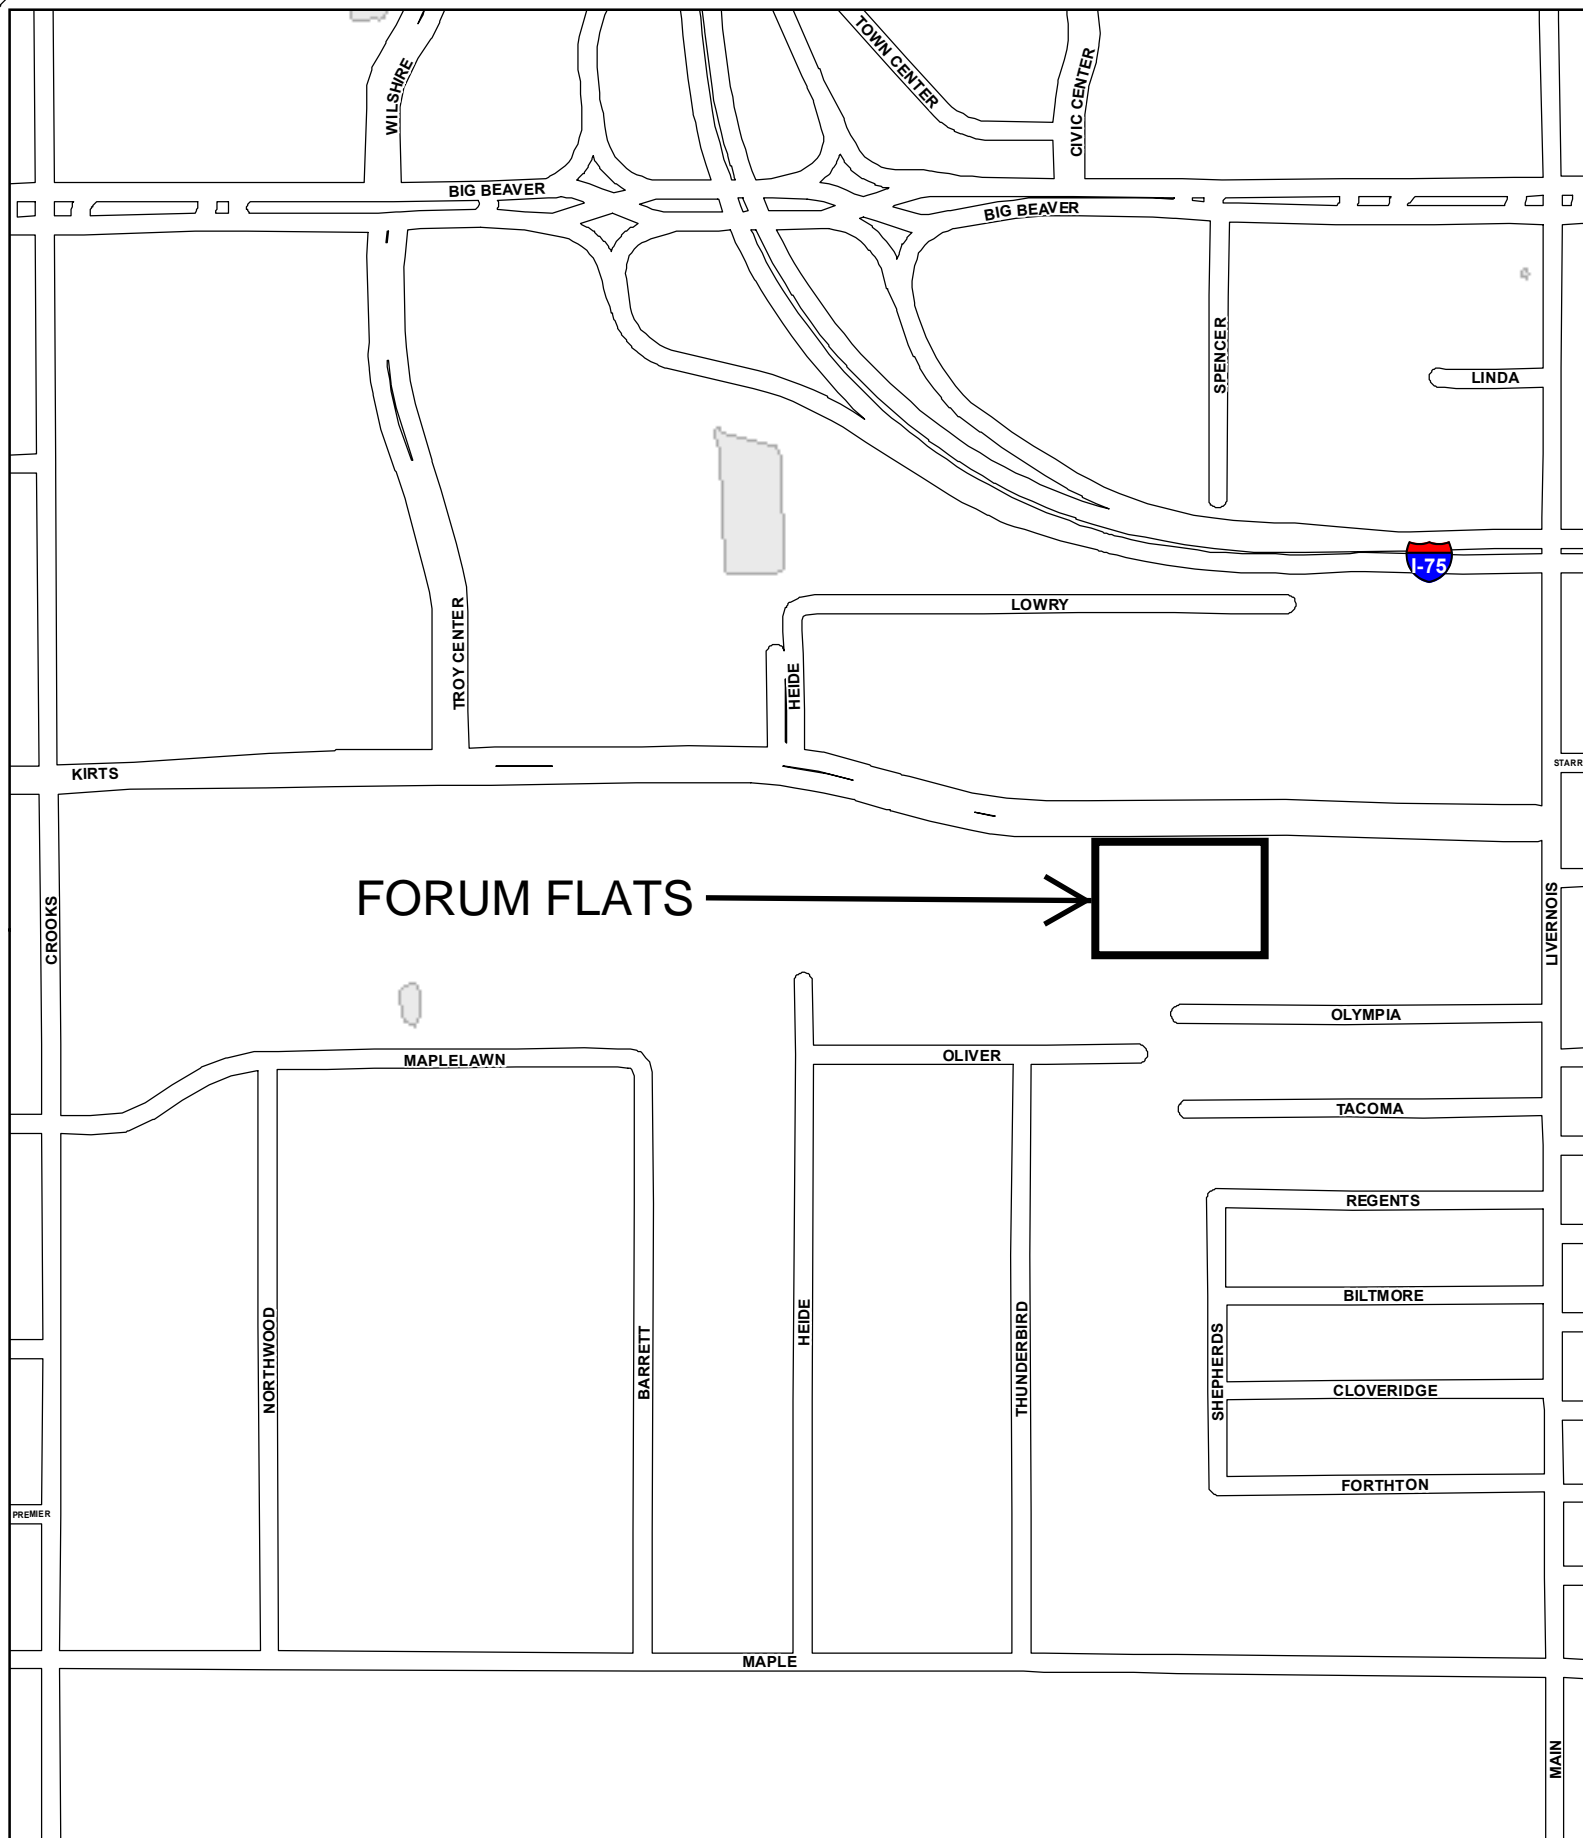 TOWN CENTER
WILSHIRE
CIVIC CENTER
BIG BEAVER
BIG BEAVER
SPENCER
LINDA
I-75
LOWRY
TROY CENTER
HEIDE
STARR
KIRTS
FORUM FLATS
CROOKS
LIVERNOIS
OLYMPIA
MAPLELAWN
OLIVER
TACOMA
REGENTS
BILTMORE
NORTHWOOD
BARRETT
HEIDE
THUNDERBIRD
SHEPHERDS
CLOVERIDGE
FORTHTON
PREMIER
MAPLE
MAIN